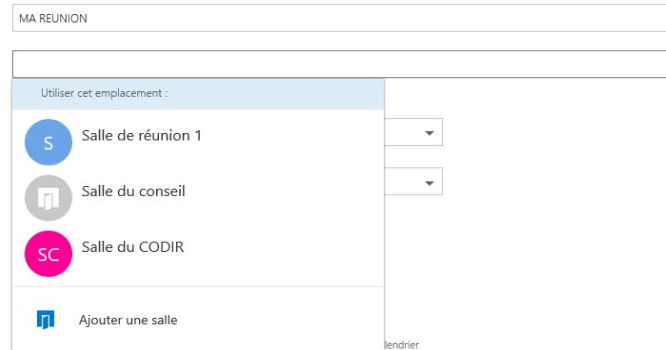 MA REUNION
Utiliser cet emplacement :
S
Salle de réunion 1
Salle du conseil
SC
Salle du CODIR
Ajouter une salle
lendrier